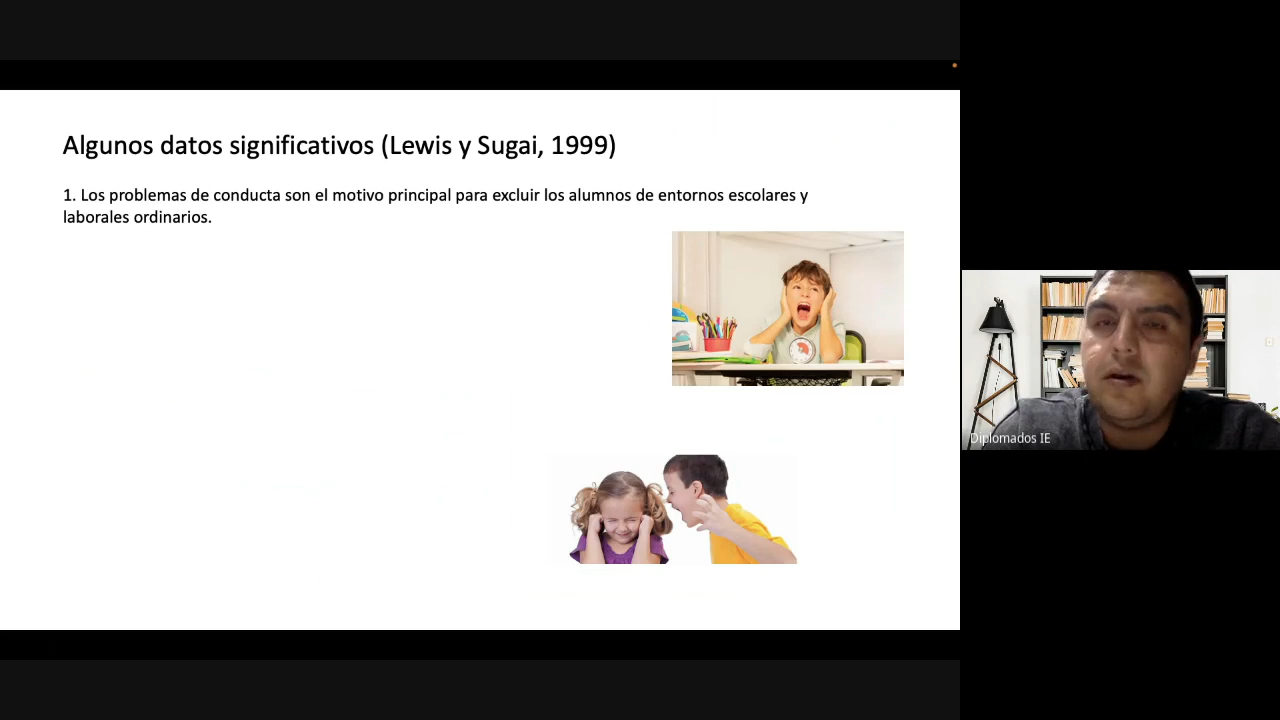 Algunos datos significativos (Lewis y Sugai, 1999)
1. Los problemas de conducta son el motivo principal para excluir los alumnos de entornos escolares y
laborales ordinarios.
Diplomados IE